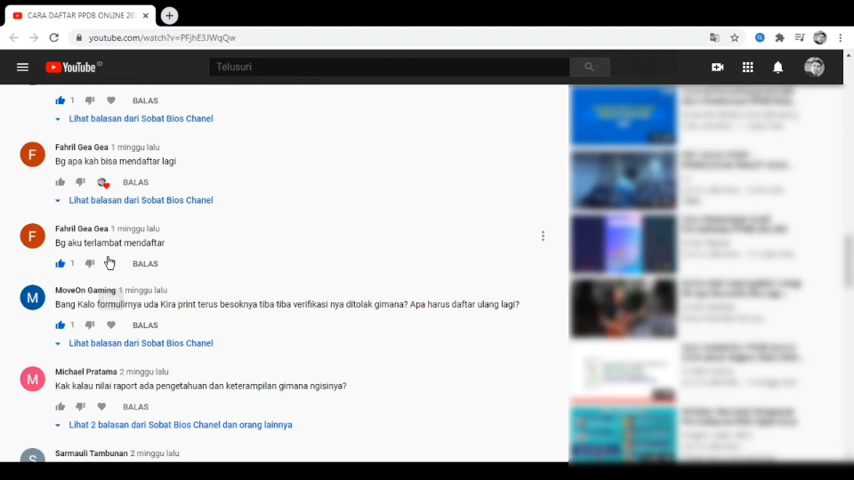 CARA DAFTAR PPDB ONLINE 202
youtube.com/watch?v=PFjhE3JWqQw
YouTube ID
Telusuri
1 BALAS
Lihat balasan dari Sobat Bios Chanel
F
Fahril Gea Gea 1 minggu lalu
Bg apa kah bisa mendaftar lagi
BALAS
Lihat balasan dari Sobat Bios Chanel
F
Fahril Gea Gea 1 minggu lalu
Bg aku terlambat mendaftar
1 BALAS
M
MoveOn Gaming 1 minggu lalu
Bang Kalo formulirnya uda Kira print terus besoknya tiba tiba verifikasi nya ditolak gimana? Apa harus daftar ulang lagi?
1 BALAS
Lihat balasan dari Sobat Bios Chanel
M
Michael Pratama 2 minggu lalu
Kak kalau nilai raport ada pengetahuan dan keterampilan gimana ngisinya?
BALAS
Lihat 2 balasan dari Sobat Bios Chanel dan orang lainnya
S
Sarmauli Tambunan 2 minggu lalu